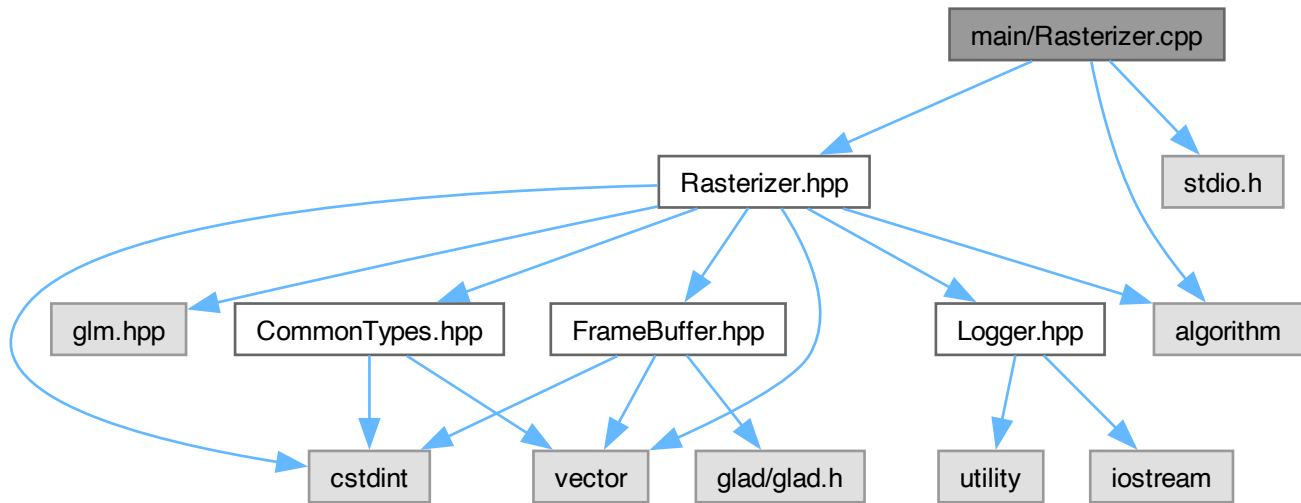 main/Rasterizer.cpp
Rasterizer.hpp
stdio.h
glm.hpp
CommonTypes.hpp
FrameBuffer.hpp
Logger.hpp
algorithm
cstdint
vector
glad/glad.h
utility
iostream